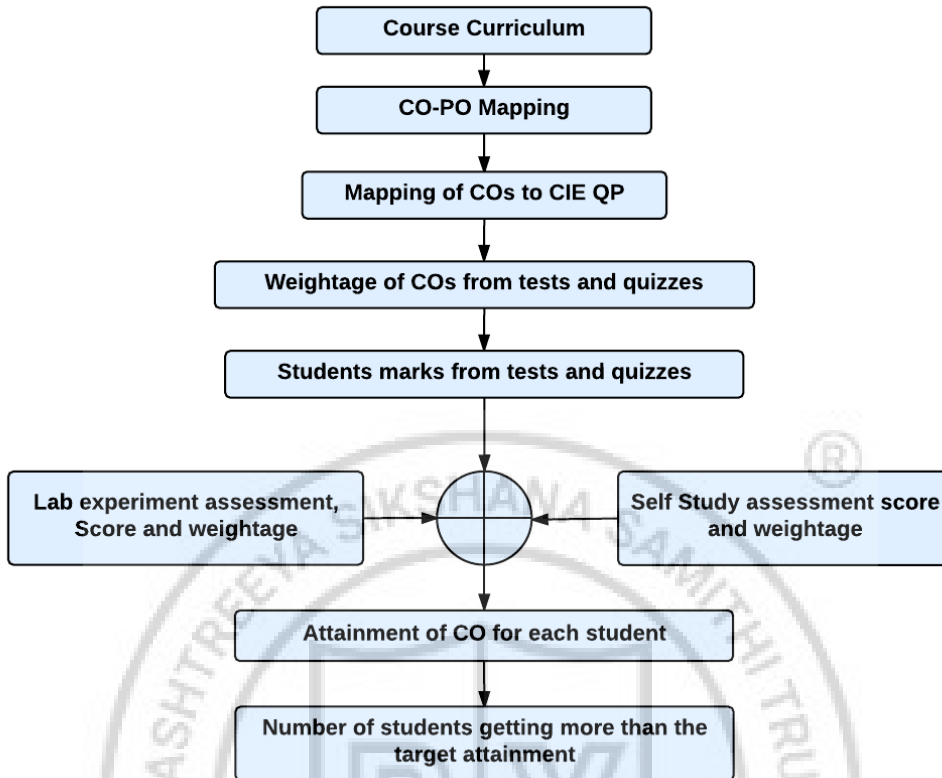 Course Curriculum
CO-PO Mapping
Mapping of COs to CIE QP
Weightage of COs from tests and quizzes
Students marks from tests and quizzes
®
Lab experiment assessment,
Score and weightage
Self Study assessment score
and weightage
SIKSHANA SAMITHI
Attainment of CO for each student
Number of students getting more than the
target attainment